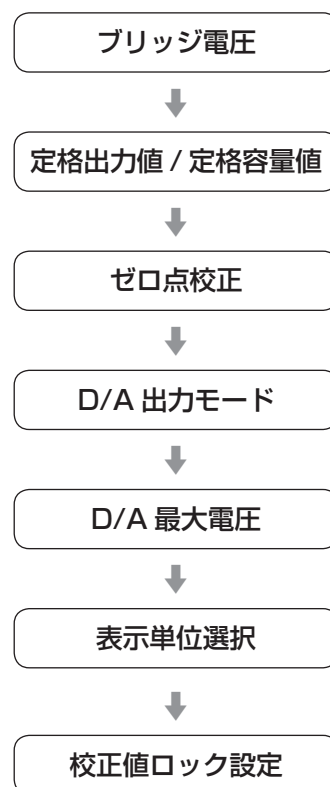 ブリッジ電圧
定格出力値 / 定格容量値
ゼロ点校正
D/A 出力モード
D/A 最大電圧
表示単位選択
校正値ロック設定